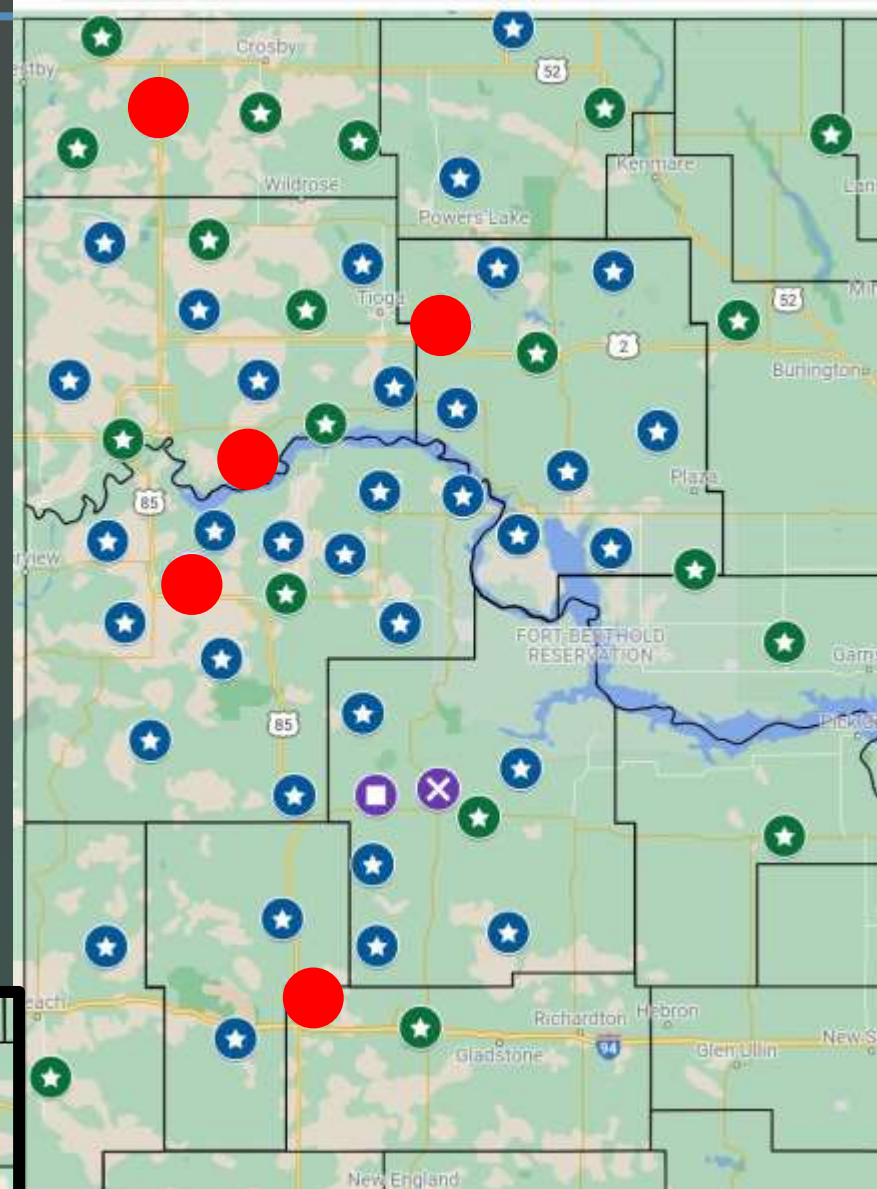 Crosby
52
Kenmare
Wildrose
Powers Lake
Tioga
52
2
Burlington
Plaza
85
FORT BERTHOLD
RESERVATION
85
Richardton
Hebron
Gladstone
94
Glen Ullin
New England